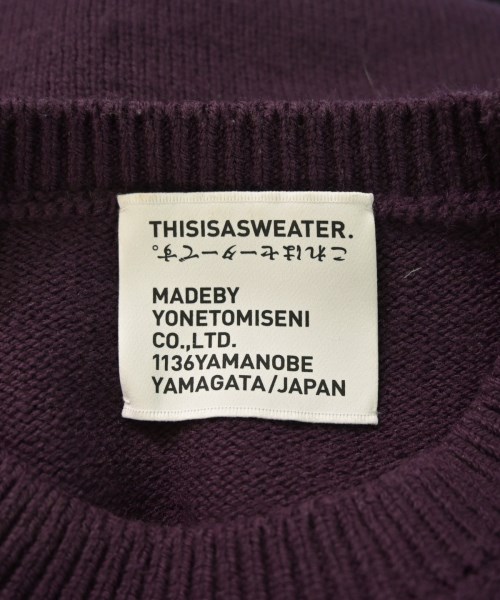 THISISASWEATER.
これはセーターです。
MADEBY
YONETOMISENI
CO.,LTD.
1136YAMANOBE
YAMAGATA/JAPAN